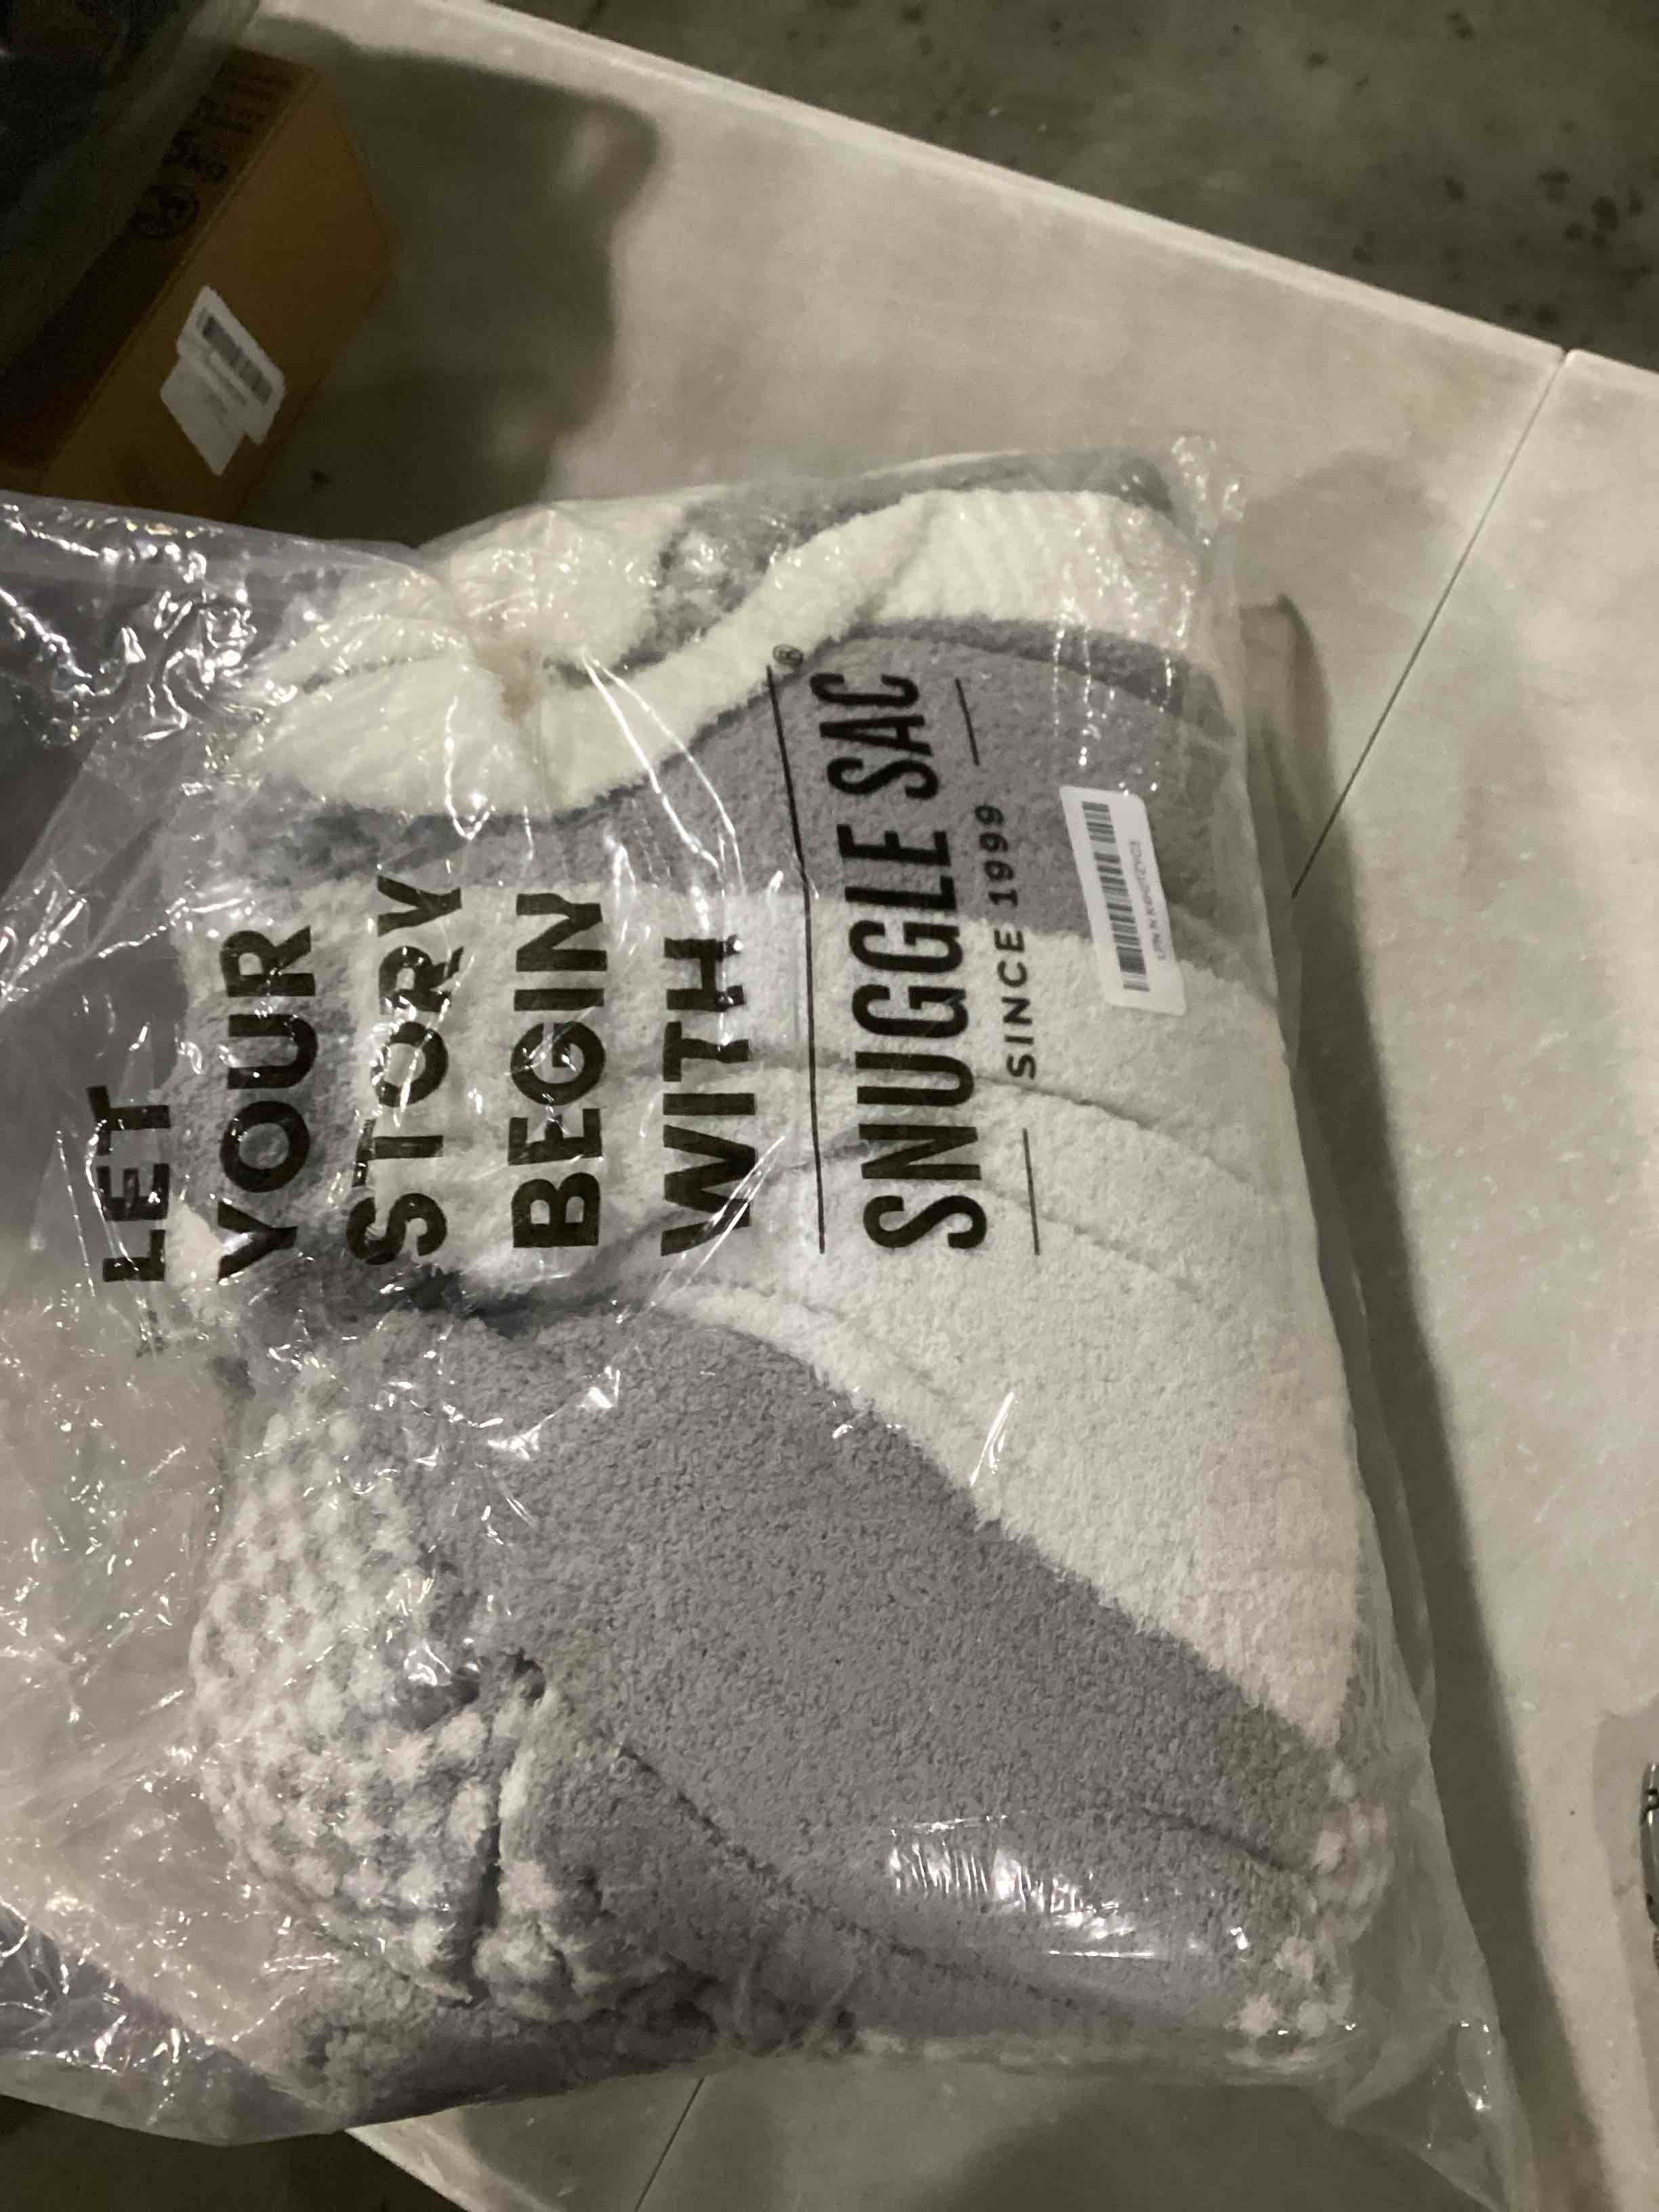 LET
YOUR
STORY
BEGIN
WITH
SNUGGLE SAC®
SINCE 1999